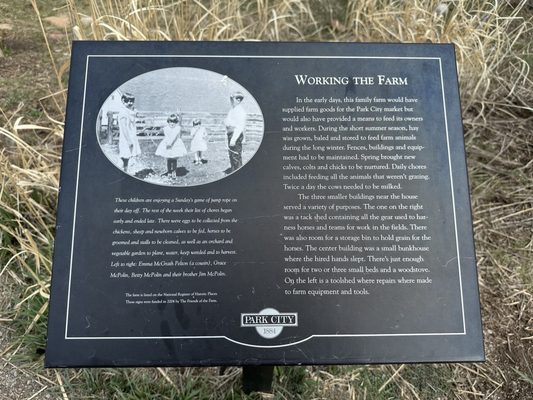 WORKING THE FARM
In the early days, this family farm would have
supplied farm goods for the Park City market but
would also have provided a means to feed its owners
and workers. During the short summer season, hay
was grown, baled and stored to feed farm animals
during the long winter. Fences, buildings and equip-
ment had to be maintained. Spring brought new
calves, colts and chicks to be nurtured. Daily chores
included feeding all the animals that weren't grazing.
Twice a day the cows needed to be milked.
The three smaller buildings near the house
served a variety of purposes. The one on the right
was a tack shed containing all the gear used to har-
ness horses and teams for work in the fields. There
was also room for a storage bin to hold grain for the
horses. The center building was a small bunkhouse
where the hired hands slept. There's just enough
room for two or three small beds and a woodstove.
On the left is a toolshed where repairs where made
to farm equipment and tools.
These children are enjoying a Sunday's game of jump rope on
their day off. The rest of the week their list of chores began
early and ended late. There were eggs to be collected from the
chickens, sheep and newborn calves to be fed, horses to be
groomed and stalls to be cleaned, as well as an orchard and
vegetable garden to plant, water, keep weeded and to harvest.
Left to right: Emma McGrath Peltom (a cousin), Grace
McPolin, Betty McPolin and their brother Jim McPolin.
The farm is listed on the National Register of Historic Places.
These signs were funded in 2004 by The Friends of the Farm.
PARK CITY
1884